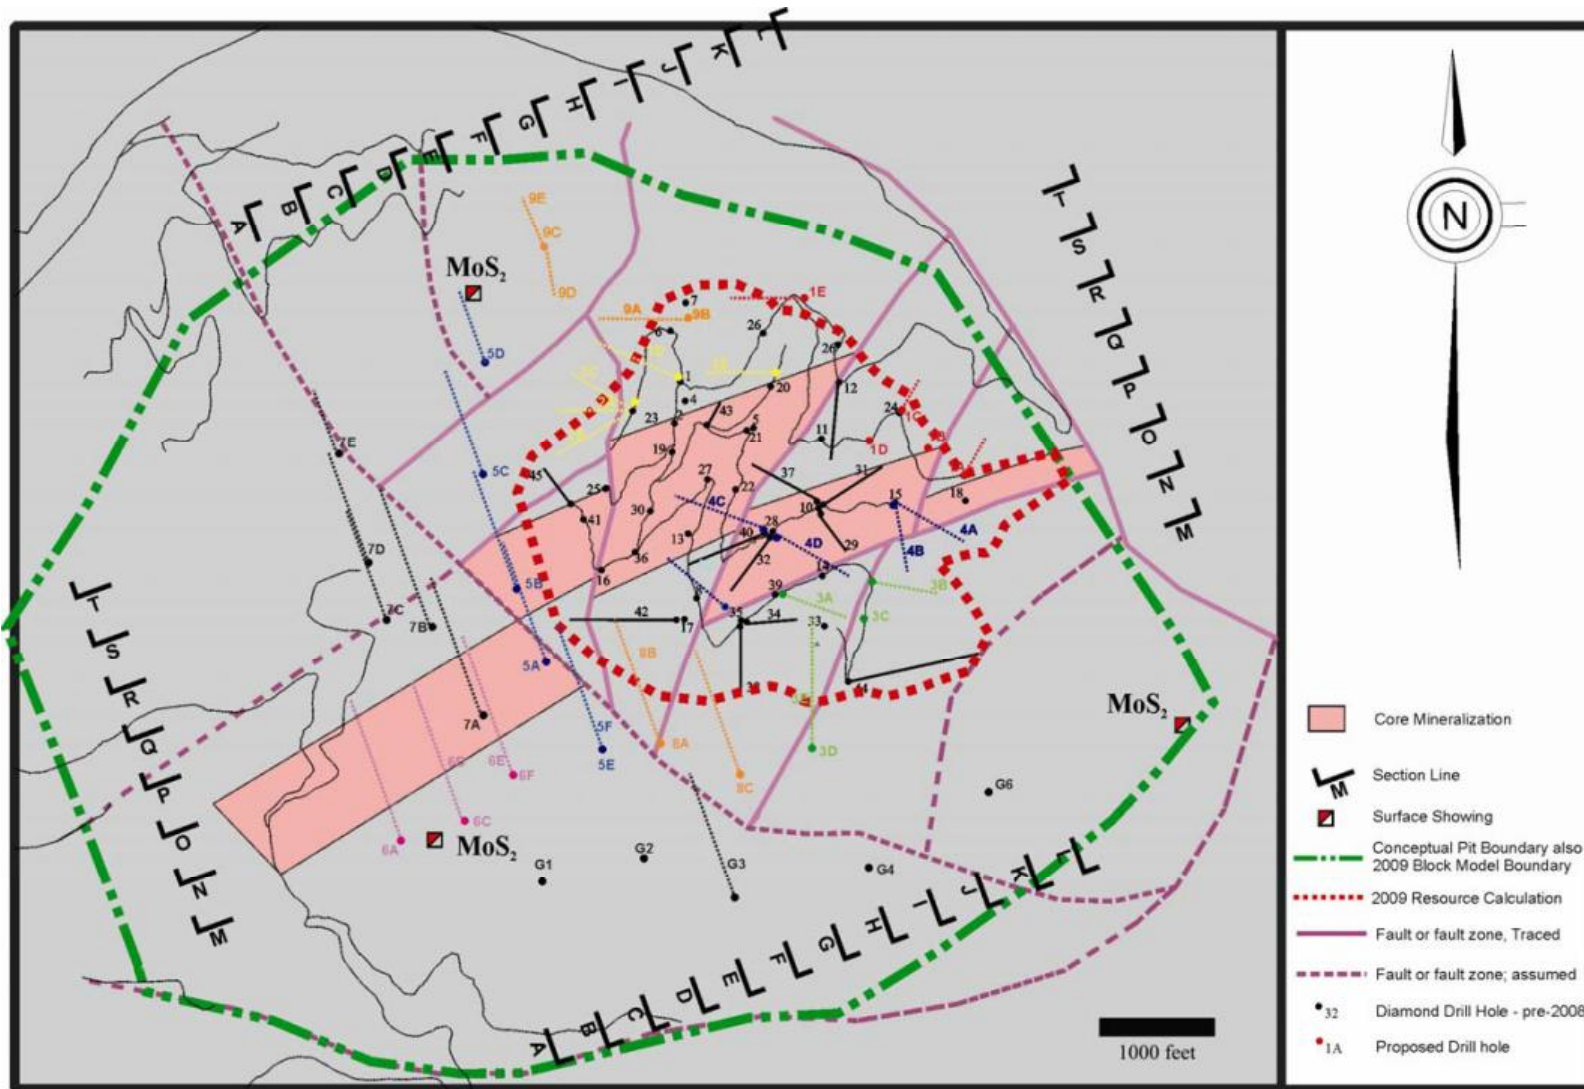 L
K
J
I
H
G
F
E
D
C
B
A
T
S
R
Q
P
O
N
M
N
9E
9C
9D
MoS2
5D
7
9A
9B
1E
6
26
26
1
20
12
4
23
2
43
5
21
24
1C
11
1D
1B
7E
5C
19
45
25
27
22
37
31
10
15
18
4C
41
30
13
28
40
4D
29
4B
4A
7D
36
32
16
5B
14
39
3A
3B
3C
T
S
R
Q
P
O
N
M
7C
7B
42
17
35
34
33
8B
5A
44
7A
5F
5E
8A
3D
8C
MoS2
6E
6F
6C
6A
MoS2
G6
G1
G2
G3
G4
L
K
J
I
H
G
F
E
D
C
B
A
1000 feet
Core Mineralization
M
Section Line
Surface Showing
Conceptual Pit Boundary also
2009 Block Model Boundary
2009 Resource Calculation
Fault or fault zone, Traced
Fault or fault zone; assumed
32 Diamond Drill Hole - pre-2008
1A Proposed Drill hole